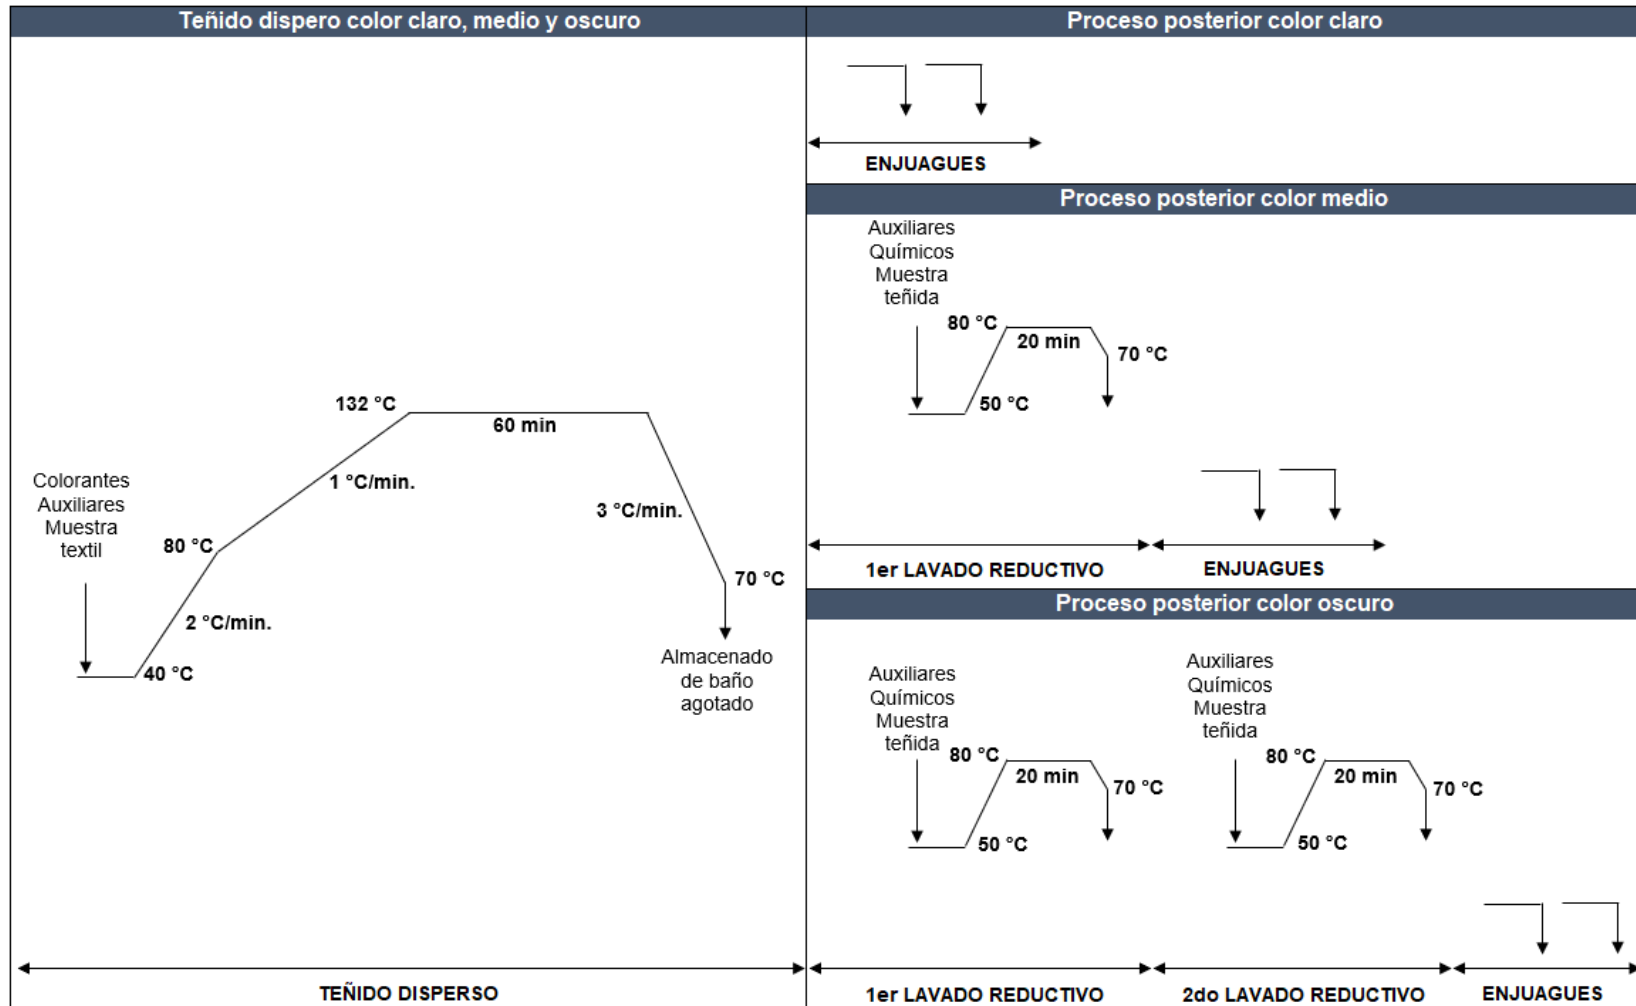 Teñido dispero color claro, medio y oscuro
132 °C
60 min
1 °C/min.
Colorantes
Auxiliares
Muestra
textil
3 °C/min.
80 °C
70 °C
2 °C/min.
40 °C
Almacenado
de baño
agotado
TEÑIDO DISPERSO
Proceso posterior color claro
ENJUAGUES
Proceso posterior color medio
Auxiliares
Químicos
Muestra
teñida
80 °C
20 min
70 °C
50 °C
1er LAVADO REDUCTIVO
ENJUAGUES
Proceso posterior color oscuro
Auxiliares
Químicos
Muestra
teñida
80 °C
20 min
70 °C
50 °C
Auxiliares
Químicos
Muestra
teñida
80 °C
20 min
70 °C
50 °C
1er LAVADO REDUCTIVO
2do LAVADO REDUCTIVO
ENJUAGUES